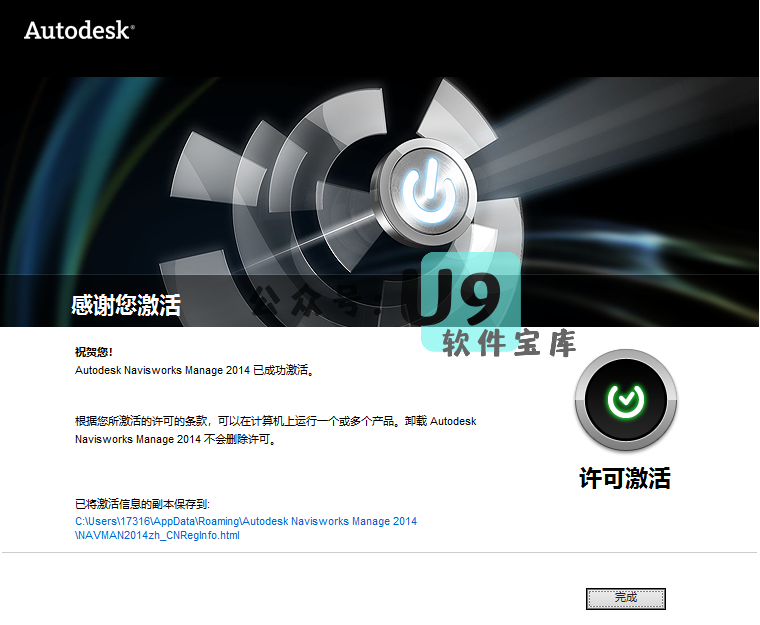 Autodesk®
感谢您激活
公众号:U9
软件宝库
祝贺您!
Autodesk Navisworks Manage 2014 已成功激活。
根据您所激活的许可的条款，可以在计算机上运行一个或多个产品。卸载 Autodesk
Navisworks Manage 2014 不会删除许可。
许可激活
已将激活信息的副本保存到:
C:\Users\17316\AppData\Roaming\Autodesk Navisworks Manage 2014
\NAVMAN2014zh_CNRegInfo.html
完成